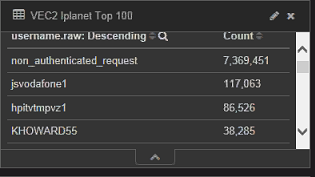 VEC2 Iplanet Top 100
username.raw: Descending Count
non_authenticated_request 7,369,451
jsvodafone1 117,063
hpitvtmpvz1 86,526
KHOWARD55 38,285